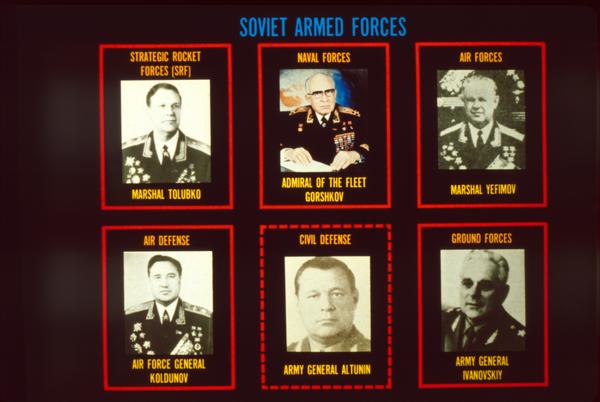 SOVIET ARMED FORCES
STRATEGIC ROCKET
FORCES (SRF)
MARSHAL TOLUBKO
NAVAL FORCES
ADMIRAL OF THE FLEET
GORSHKOV
AIR FORCES
MARSHAL YEFIMOV
AIR DEFENSE
AIR FORCE GENERAL
KOLDUNOV
CIVIL DEFENSE
ARMY GENERAL ALTUNIN
GROUND FORCES
ARMY GENERAL
IVANOVSKIY